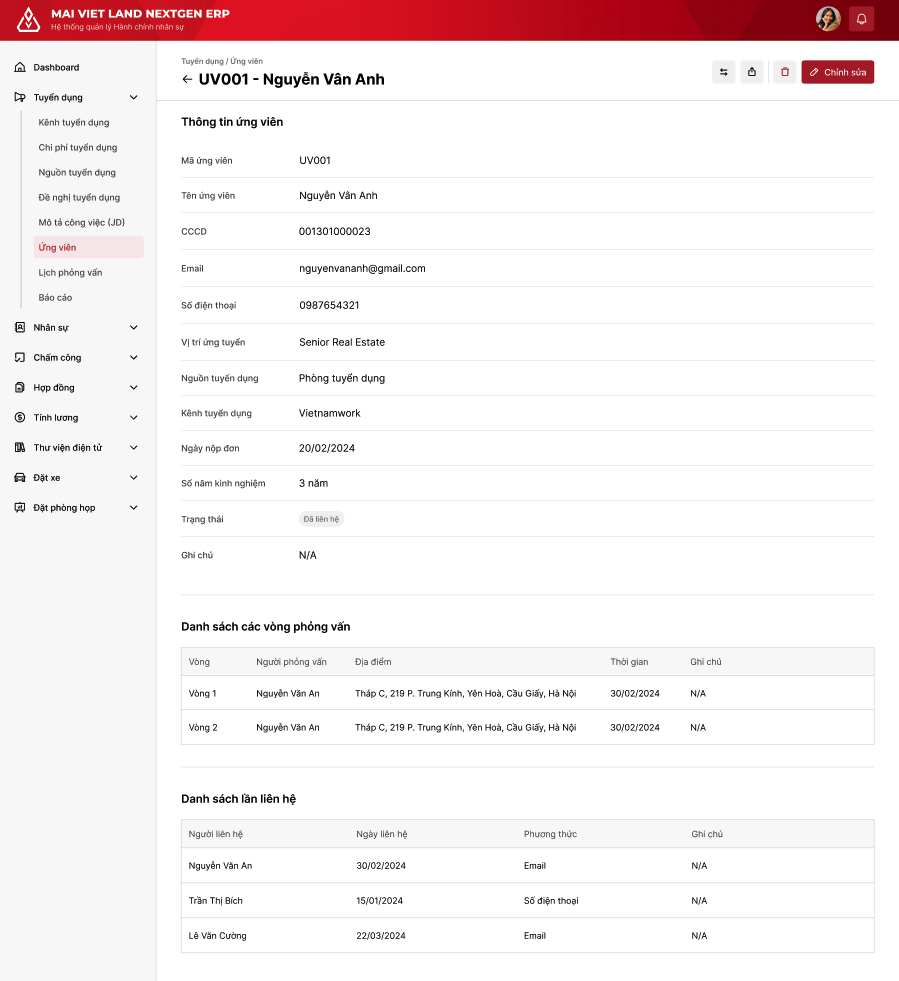 MAI VIET LAND NEXTGEN ERP
Hệ thống quản lý Hành chính nhân sự
Dashboard
Tuyển dụng
Kênh tuyển dụng
Chi phí tuyển dụng
Nguồn tuyển dụng
Đề nghị tuyển dụng
Mô tả công việc (JD)
Ứng viên
Lịch phỏng vấn
Báo cáo
Nhân sự
Chấm công
Hợp đồng
Tính lương
Thư viện điện tử
Đặt xe
Đặt phòng họp
Tuyển dụng / Ứng viên
UV001 - Nguyễn Vân Anh
Chỉnh sửa
Thông tin ứng viên
Mã ứng viên UV001
Tên ứng viên Nguyễn Vân Anh
CCCD 001301000023
Email nguyenvananh@gmail.com
Số điện thoại 0987654321
Vị trí ứng tuyển Senior Real Estate
Nguồn tuyển dụng Phòng tuyển dụng
Kênh tuyển dụng Vietnamwork
Ngày nộp đơn 20/02/2024
Số năm kinh nghiệm 3 năm
Trạng thái Đã liên hệ
Ghi chú N/A
Danh sách các vòng phỏng vấn
Vòng Người phỏng vấn Địa điểm Thời gian Ghi chú
Vòng 1 Nguyễn Văn An Tháp C, 219 P. Trung Kính, Yên Hoà, Cầu Giấy, Hà Nội 30/02/2024 N/A
Vòng 2 Nguyễn Văn An Tháp C, 219 P. Trung Kính, Yên Hoà, Cầu Giấy, Hà Nội 30/02/2024 N/A
Danh sách lần liên hệ
Người liên hệ Ngày liên hệ Phương thức Ghi chú
Nguyễn Văn An 30/02/2024 Email N/A
Trần Thị Bích 15/01/2024 Số điện thoại N/A
Lê Văn Cường 22/03/2024 Email N/A